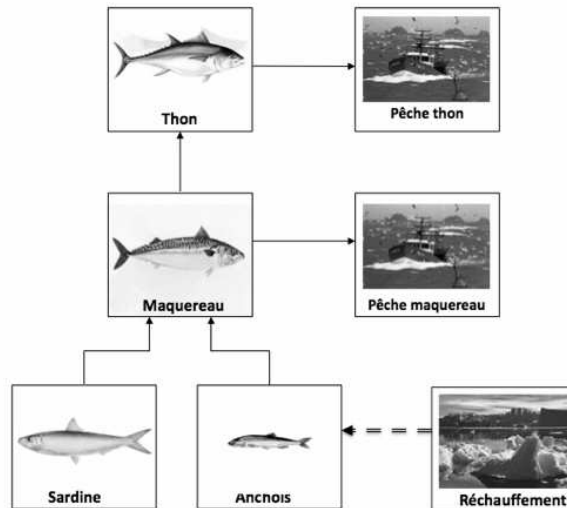 Thon
Pêche thon
Maquereau
Pêche maquereau
Sardine
Anchois
Réchauffement